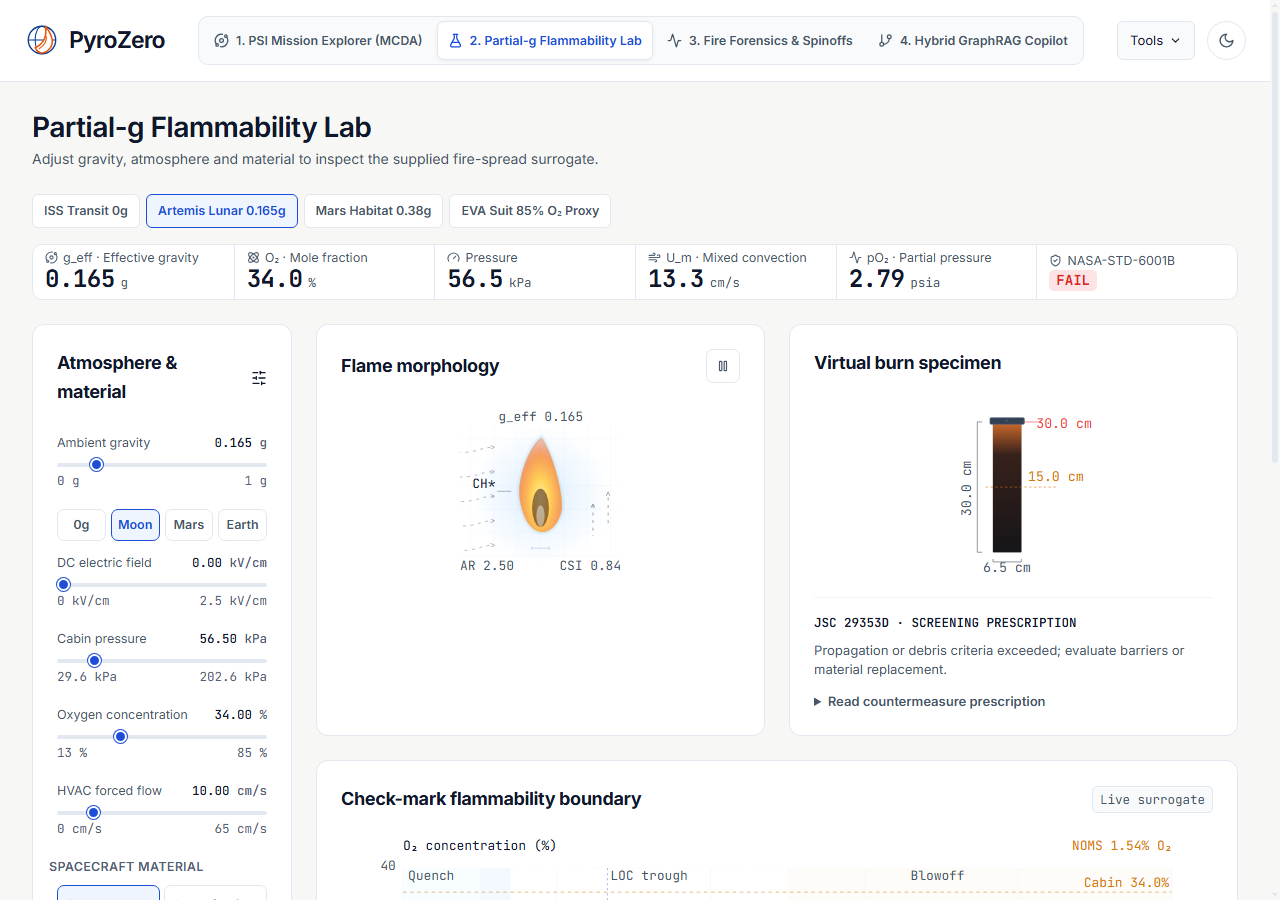 PyroZero
1. PSI Mission Explorer (MCDA)
2. Partial-g Flammability Lab
3. Fire Forensics & Spinoffs
4. Hybrid GraphRAG Copilot
Tools
Partial-g Flammability Lab
Adjust gravity, atmosphere and material to inspect the supplied fire-spread surrogate.
ISS Transit 0g
Artemis Lunar 0.165g
Mars Habitat 0.38g
EVA Suit 85% O₂ Proxy
g_eff · Effective gravity
0.165 g
O₂ · Mole fraction
34.0 %
Pressure
56.5 kPa
U_m · Mixed convection
13.3 cm/s
pO₂ · Partial pressure
2.79 psia
NASA-STD-6001B
FAIL
Atmosphere &
material
Ambient gravity 0.165 g
0 g 1 g
0g Moon Mars Earth
DC electric field 0.00 kV/cm
0 kV/cm 2.5 kV/cm
Cabin pressure 56.50 kPa
29.6 kPa 202.6 kPa
Oxygen concentration 34.00 %
13 % 85 %
HVAC forced flow 10.00 cm/s
0 cm/s 65 cm/s
SPACECRAFT MATERIAL
Flame morphology
g_eff 0.165
CH*
AR 2.50 CSI 0.84
Virtual burn specimen
30.0 cm
15.0 cm
30.0 cm
6.5 cm
JSC 29353D · SCREENING PRESCRIPTION
Propagation or debris criteria exceeded; evaluate barriers or
material replacement.
Read countermeasure prescription
Check-mark flammability boundary
Live surrogate
O₂ concentration (%)
NOMS 1.54% O₂
40
Quench
LOC trough
Blowoff
Cabin 34.0%